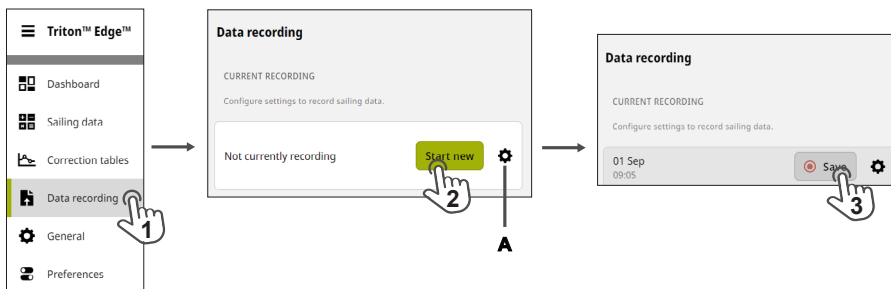 Triton™ Edge™
Dashboard
Sailing data
Correction tables
Data recording
1
General
Preferences
Data recording
CURRENT RECORDING
Configure settings to record sailing data.
Not currently recording
Start new
2
A
Data recording
CURRENT RECORDING
Configure settings to record sailing data.
01 Sep
09:05
Save
3